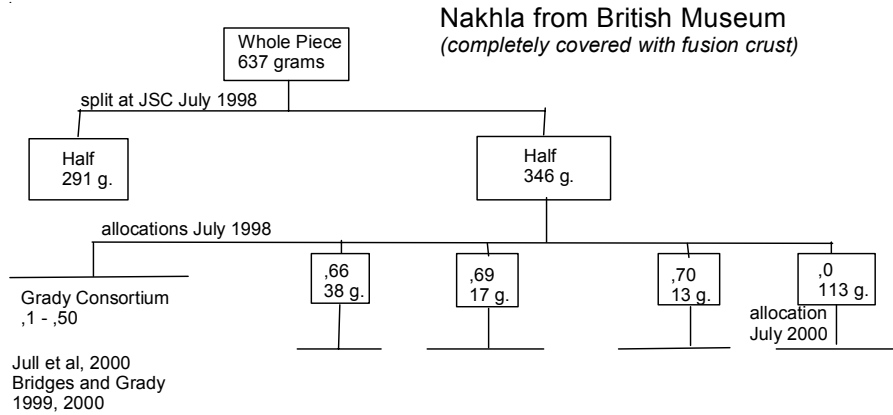 Nakhla from British Museum
(completely covered with fusion crust)
Whole Piece
637 grams
split at JSC July 1998
Half
291 g.
Half
346 g.
allocations July 1998
Grady Consortium
,1 - ,50
,66
38 g.
,69
17 g.
,70
13 g.
,0
113 g.
allocation
July 2000
Jull et al, 2000
Bridges and Grady
1999, 2000